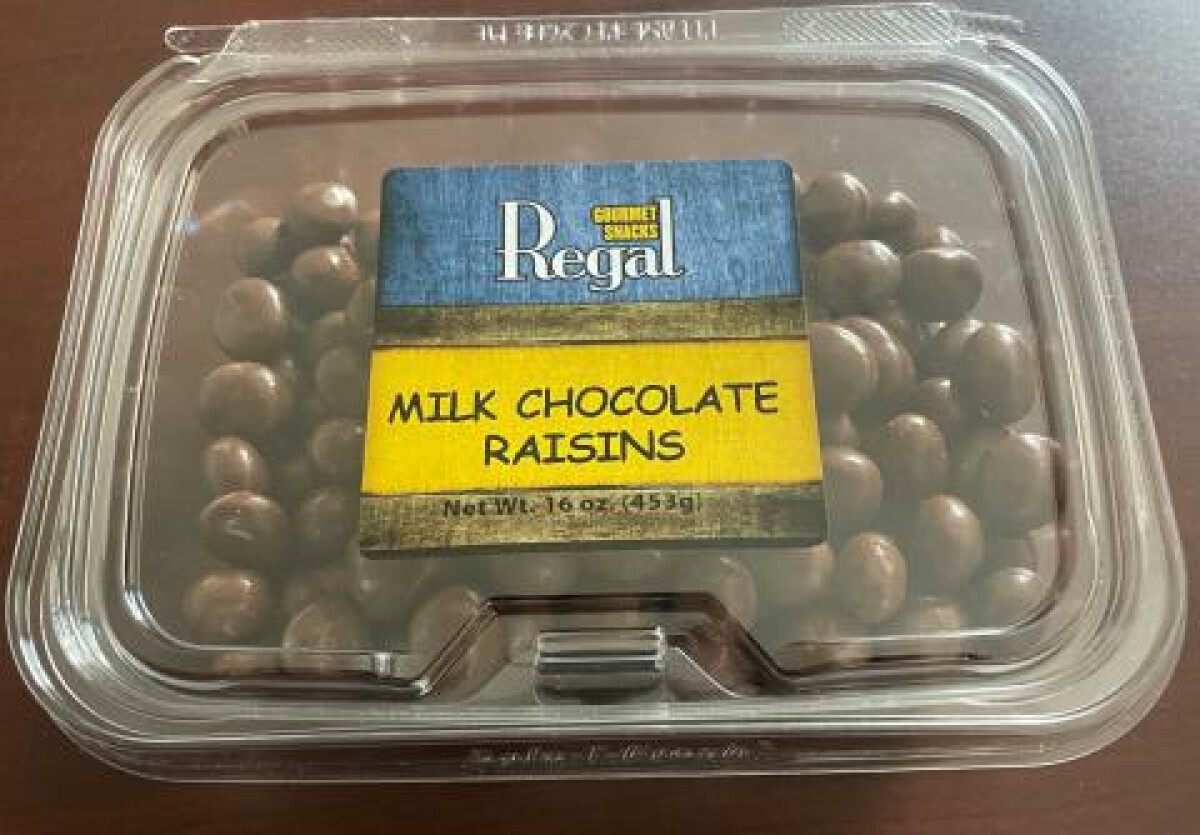 GOURMET
SNACKS
Regal
MILK CHOCOLATE
RAISINS
Net Wt. 16 oz. (453g)